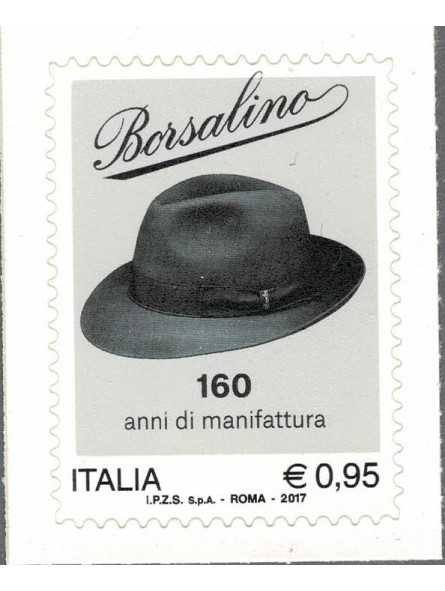 Borsalino
160
anni di manifattura
ITALIA € 0,95
I.P.Z.S. S.p.A. - ROMA - 2017